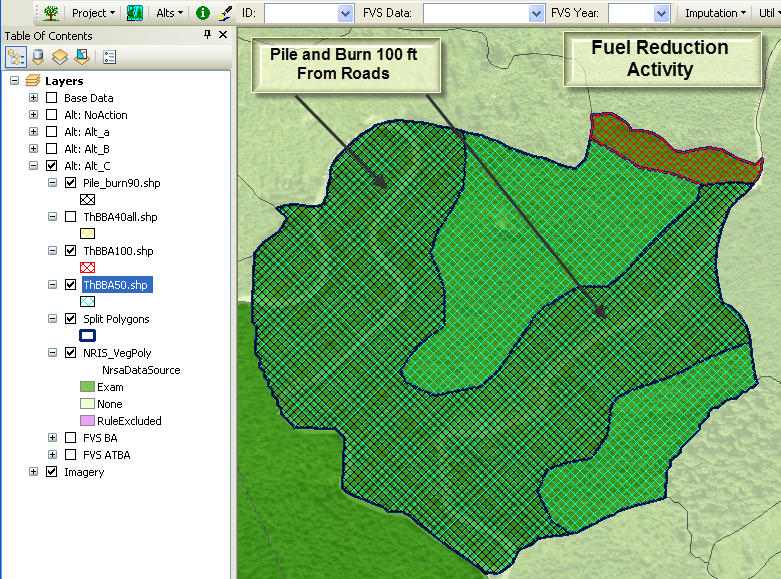 Project Alts ID: FVS Data: FVS Year: Imputation Util
Table Of Contents
Layers
Base Data
Alt: NoAction
Alt: Alt_a
Alt: Alt_B
Alt: Alt_C
Pile_burn90.shp
ThBBA40all.shp
ThBBA100.shp
ThBBA50.shp
Split Polygons
NRIS_VegPoly
NrsaDataSource
Exam
None
RuleExcluded
FVS BA
FVS ATBA
Imagery
Pile and Burn 100 ft
From Roads
Fuel Reduction
Activity